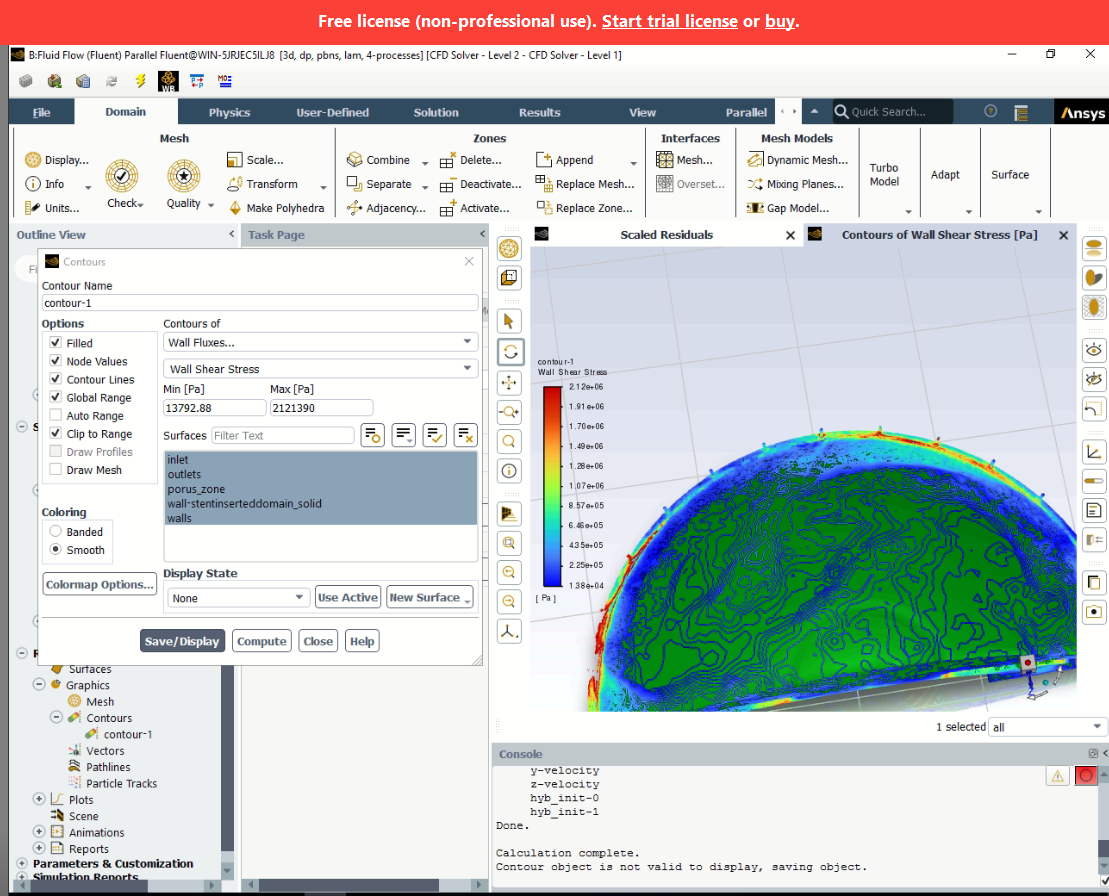 Free license (non-professional use). Start trial license or buy.
B:Fluid Flow (Fluent) Parallel Fluent@WIN-5JRJEC5ILJ8 [3d, dp, pbns, lam, 4-processes] [CFD Solver - Level 2 - CFD Solver - Level 1]
WB
File Domain Physics User-Defined Solution Results View Parallel Quick Search... Ansys
Mesh Zones Interfaces Mesh Models
Display... Scale... Combine Delete... Append Mesh... Dynamic Mesh...
Info Transform Separate Deactivate... Replace Mesh... Overset... Mixing Planes...
Units... Check Quality Make Polyhedra Adjacency... Activate... Replace Zone... Gap Model...
Turbo Model Adapt Surface
Outline View < Task Page <
Scaled Residuals Contours of Wall Shear Stress [Pa]
Contours
Contour Name
contour-1
Options
Filled
Node Values
Contour Lines
Global Range
Auto Range
Clip to Range
Draw Profiles
Draw Mesh
Coloring
Banded
Smooth
Colormap Options...
Contours of
Wall Fluxes...
Wall Shear Stress
Min [Pa] Max [Pa]
13792.88 2121390
Surfaces Filter Text
inlet
outlets
porus_zone
wall-stentinserteddomain_solid
walls
Display State
None Use Active New Surface
Save/Display Compute Close Help
Surfaces
Graphics
Mesh
Contours
contour-1
Vectors
Pathlines
Particle Tracks
Plots
Scene
Animations
Reports
Parameters & Customization
Simulation Reports
contour-1
Wall Shear Stress
2.12e+06
1.91e+06
1.70e+06
1.49e+06
1.28e+06
1.07e+06
8.57e+05
6.46e+05
4.35e+05
2.25e+05
1.38e+04
[ Pa ]
1 selected all
Console
y-velocity
z-velocity
hyb_init-0
hyb_init-1
Done.
Calculation complete.
Contour object is not valid to display, saving object.